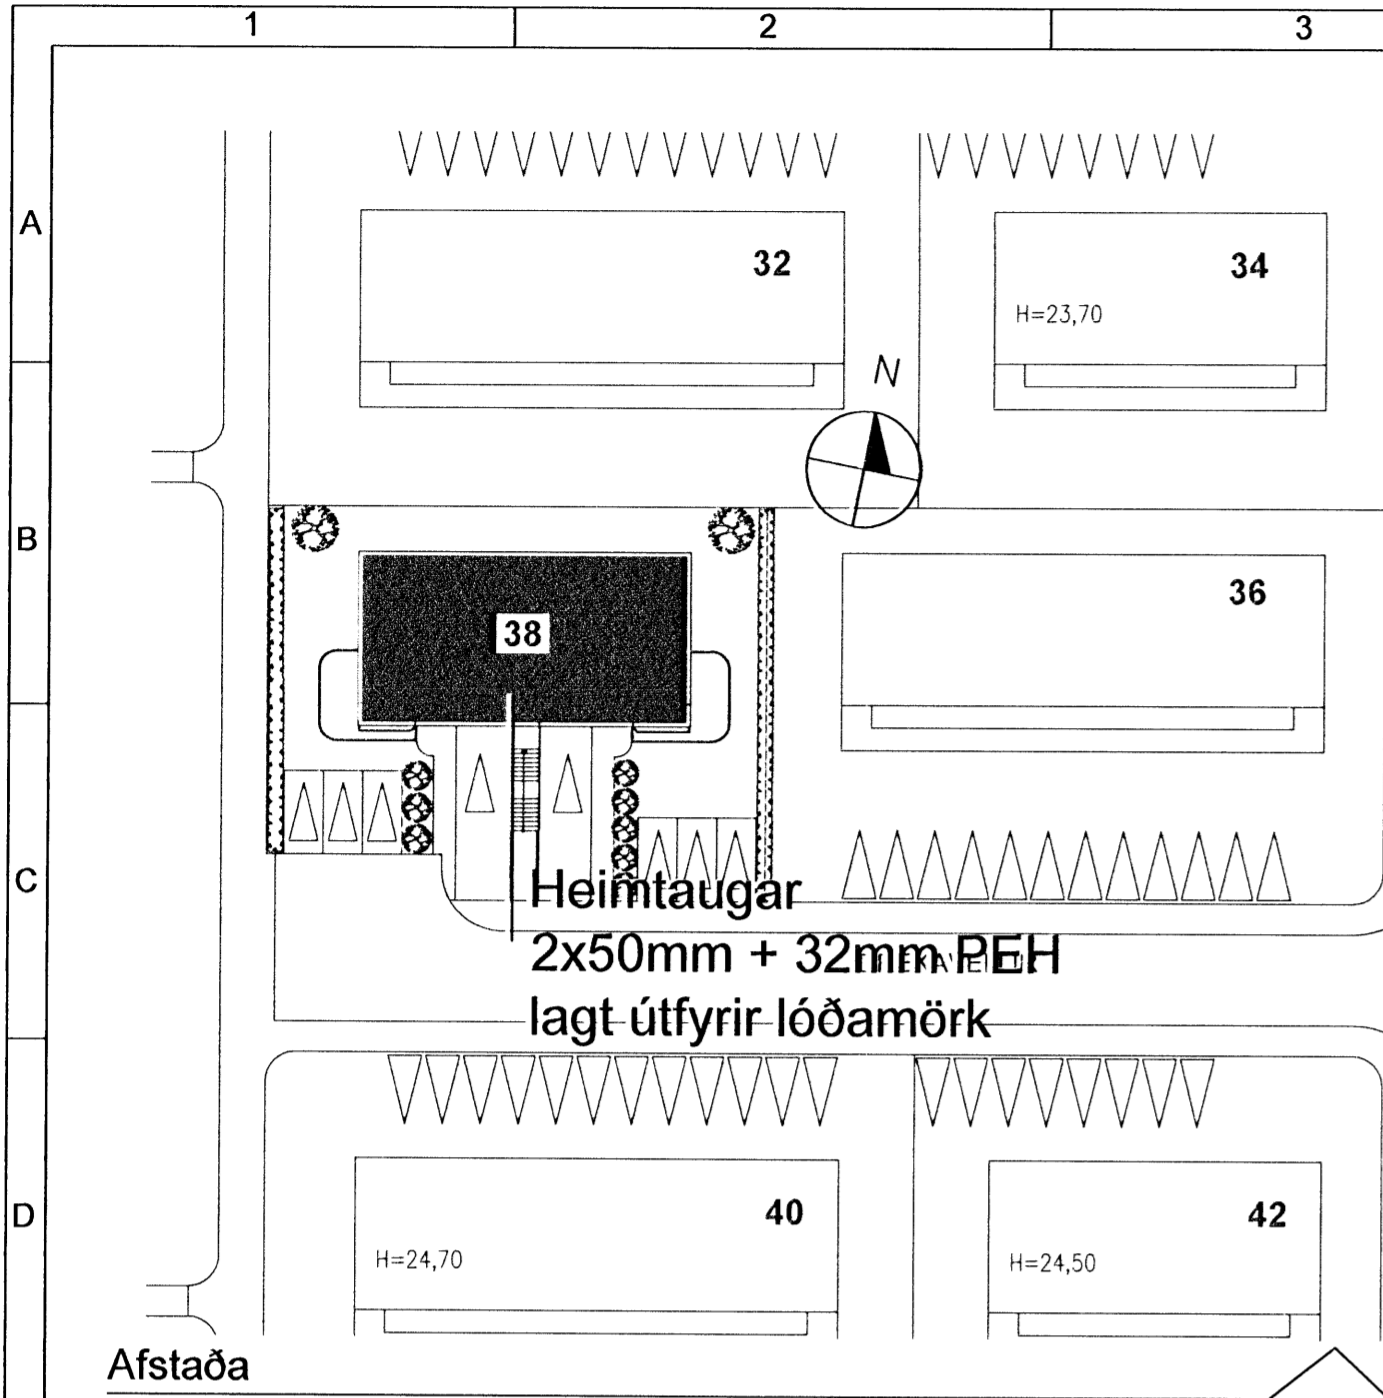 1 2 3
A
32 34
H=23,70
N
B
36
38
C
Heimtaugar
2x50mm + 32mm PEH
lagt útfyrir lóðamörk
D
40 42
H=24,70 H=24,50
Afstaða